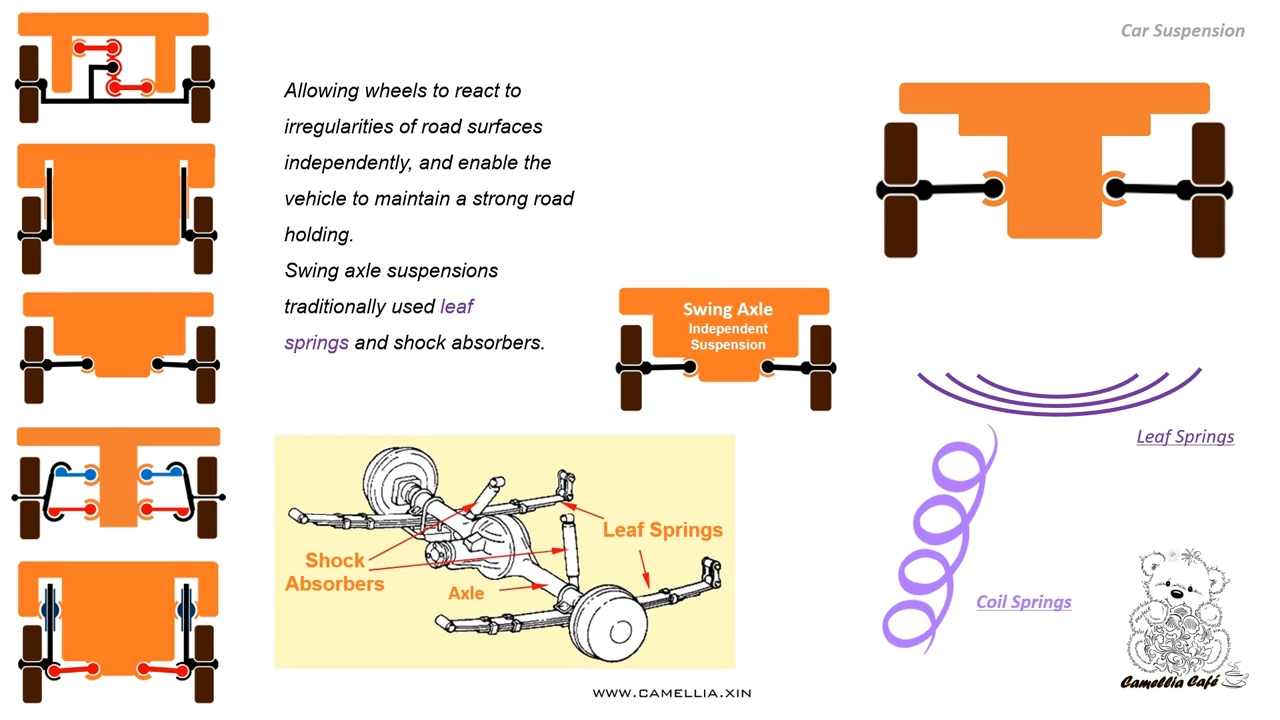 Car Suspension
Allowing wheels to react to
irregularities of road surfaces
independently, and enable the
vehicle to maintain a strong road
holding.
Swing axle suspensions
traditionally used leaf
springs and shock absorbers.
Swing Axle
Independent
Suspension
Leaf Springs
Coil Springs
Leaf Springs
Shock
Absorbers
Axle
Camellia Café
WWW.CAMELLIA.XIN